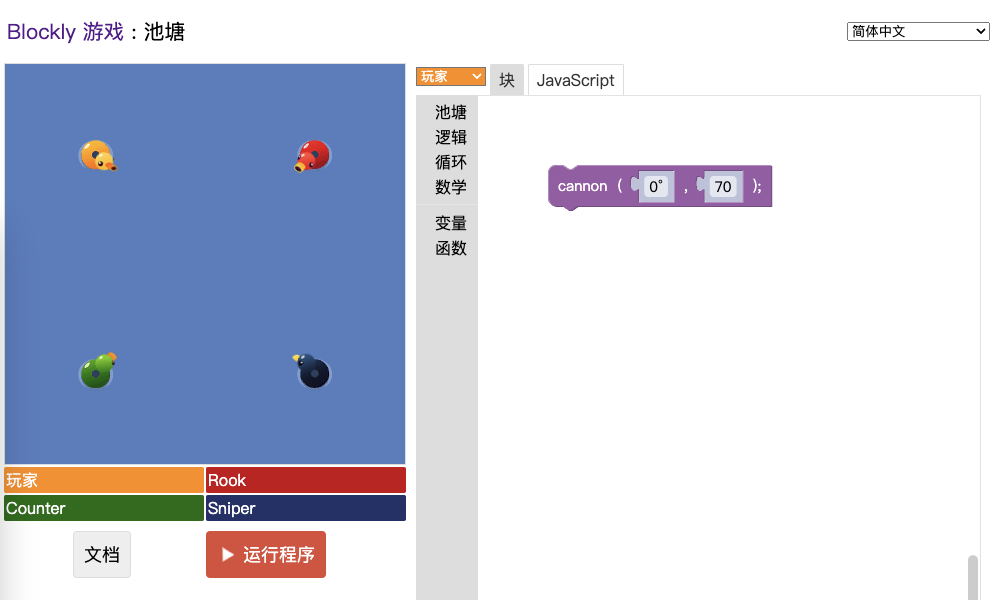 Blockly 游戏 : 池塘
简体中文
玩家 块 JavaScript
池塘
逻辑
循环
数学
变量
函数
cannon ( 0° , 70 );
玩家 Rook
Counter Sniper
文档 运行程序